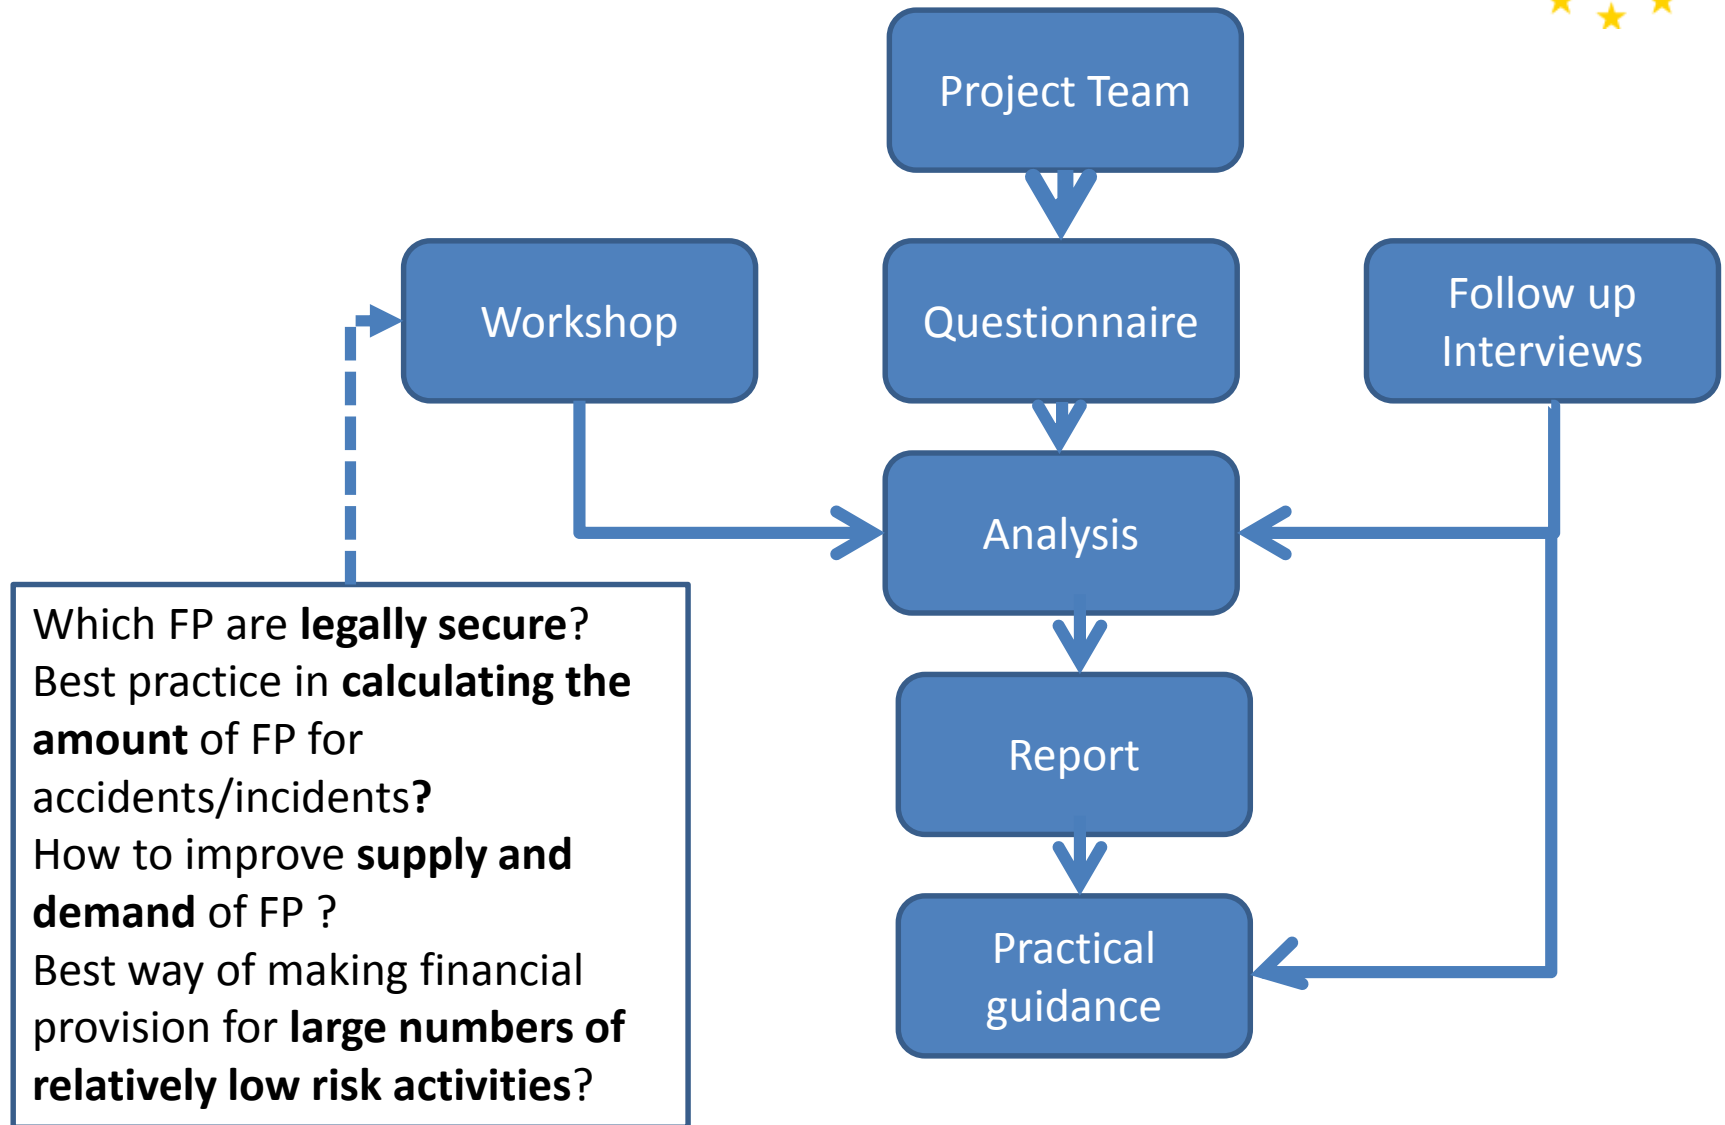 Project Team
Workshop
Questionnaire
Follow up
Interviews
Analysis
Which FP are legally secure?
Best practice in calculating the
amount of FP for
accidents/incidents?
How to improve supply and
demand of FP ?
Best way of making financial
provision for large numbers of
relatively low risk activities?
Report
Practical
guidance